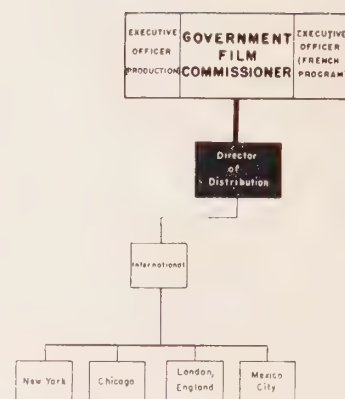 EXECUTIVE
OFFICER
(PRODUCTION)
GOVERNMENT
FILM
COMMISSIONER
EXECUTIVE
OFFICER
(FRENCH
PROGRAM)
Director
of
Distribution
International
New York
Chicago
London,
England
Mexico
City